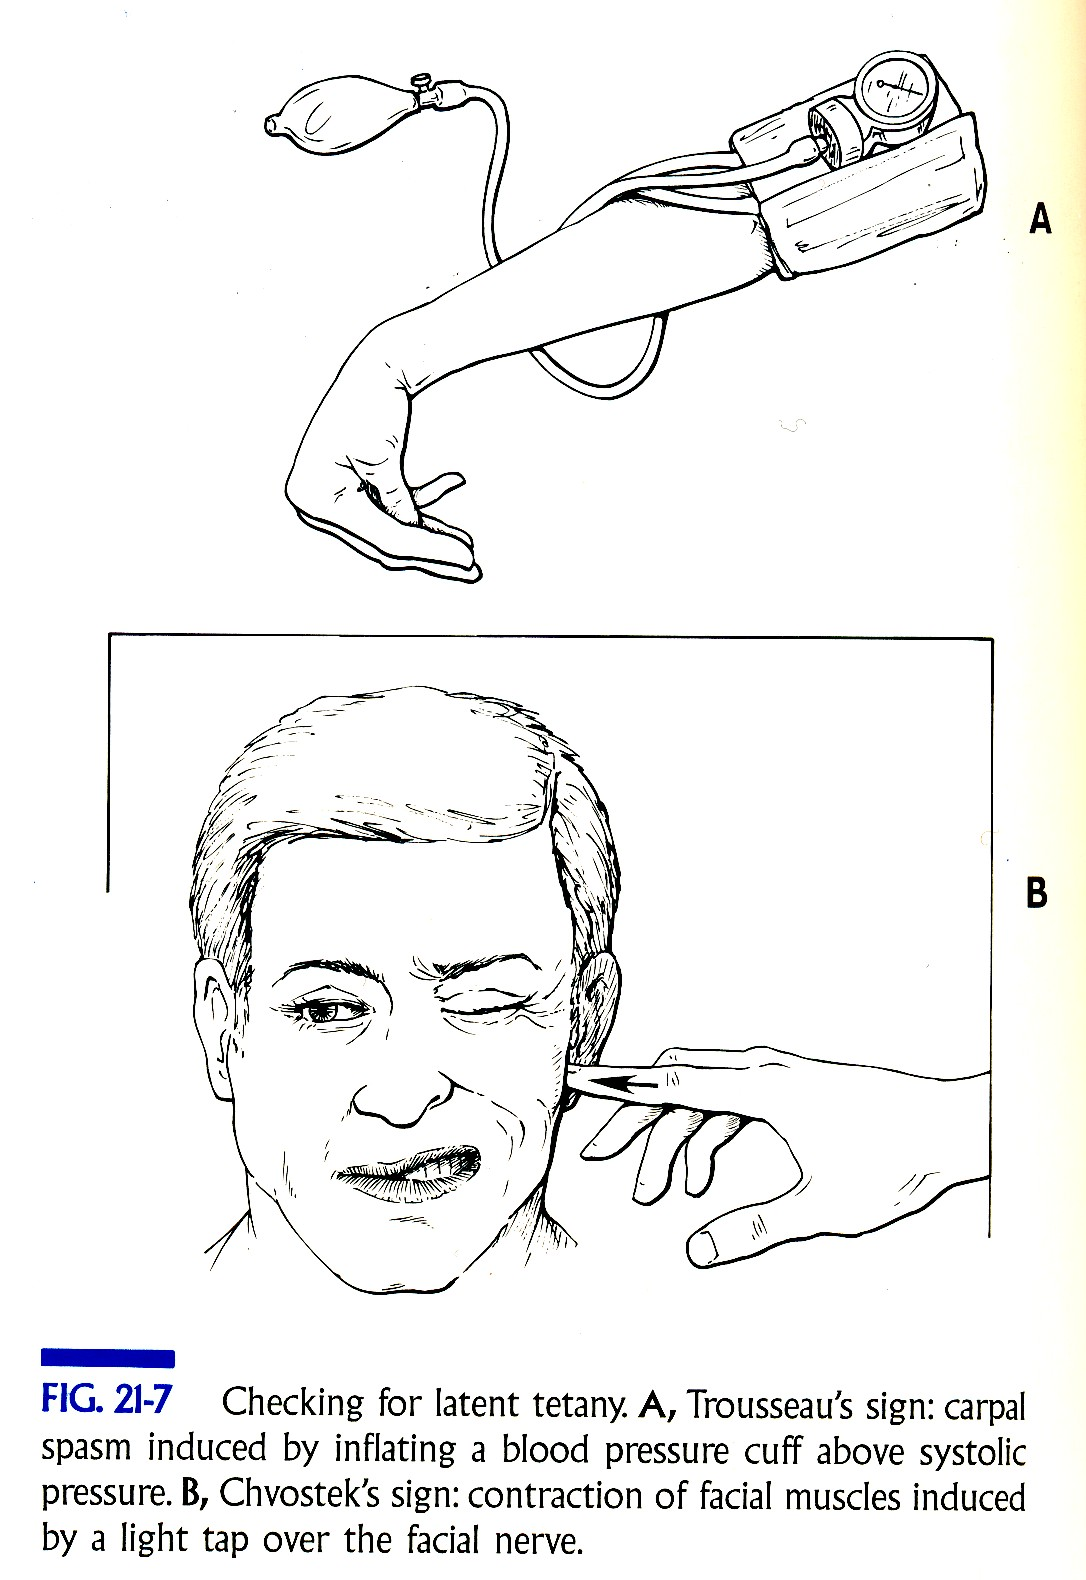 A
B
FIG. 21-7 Checking for latent tetany. A, Trousseau's sign: carpal
spasm induced by inflating a blood pressure cuff above systolic
pressure. B, Chvostek's sign: contraction of facial muscles induced
by a light tap over the facial nerve.